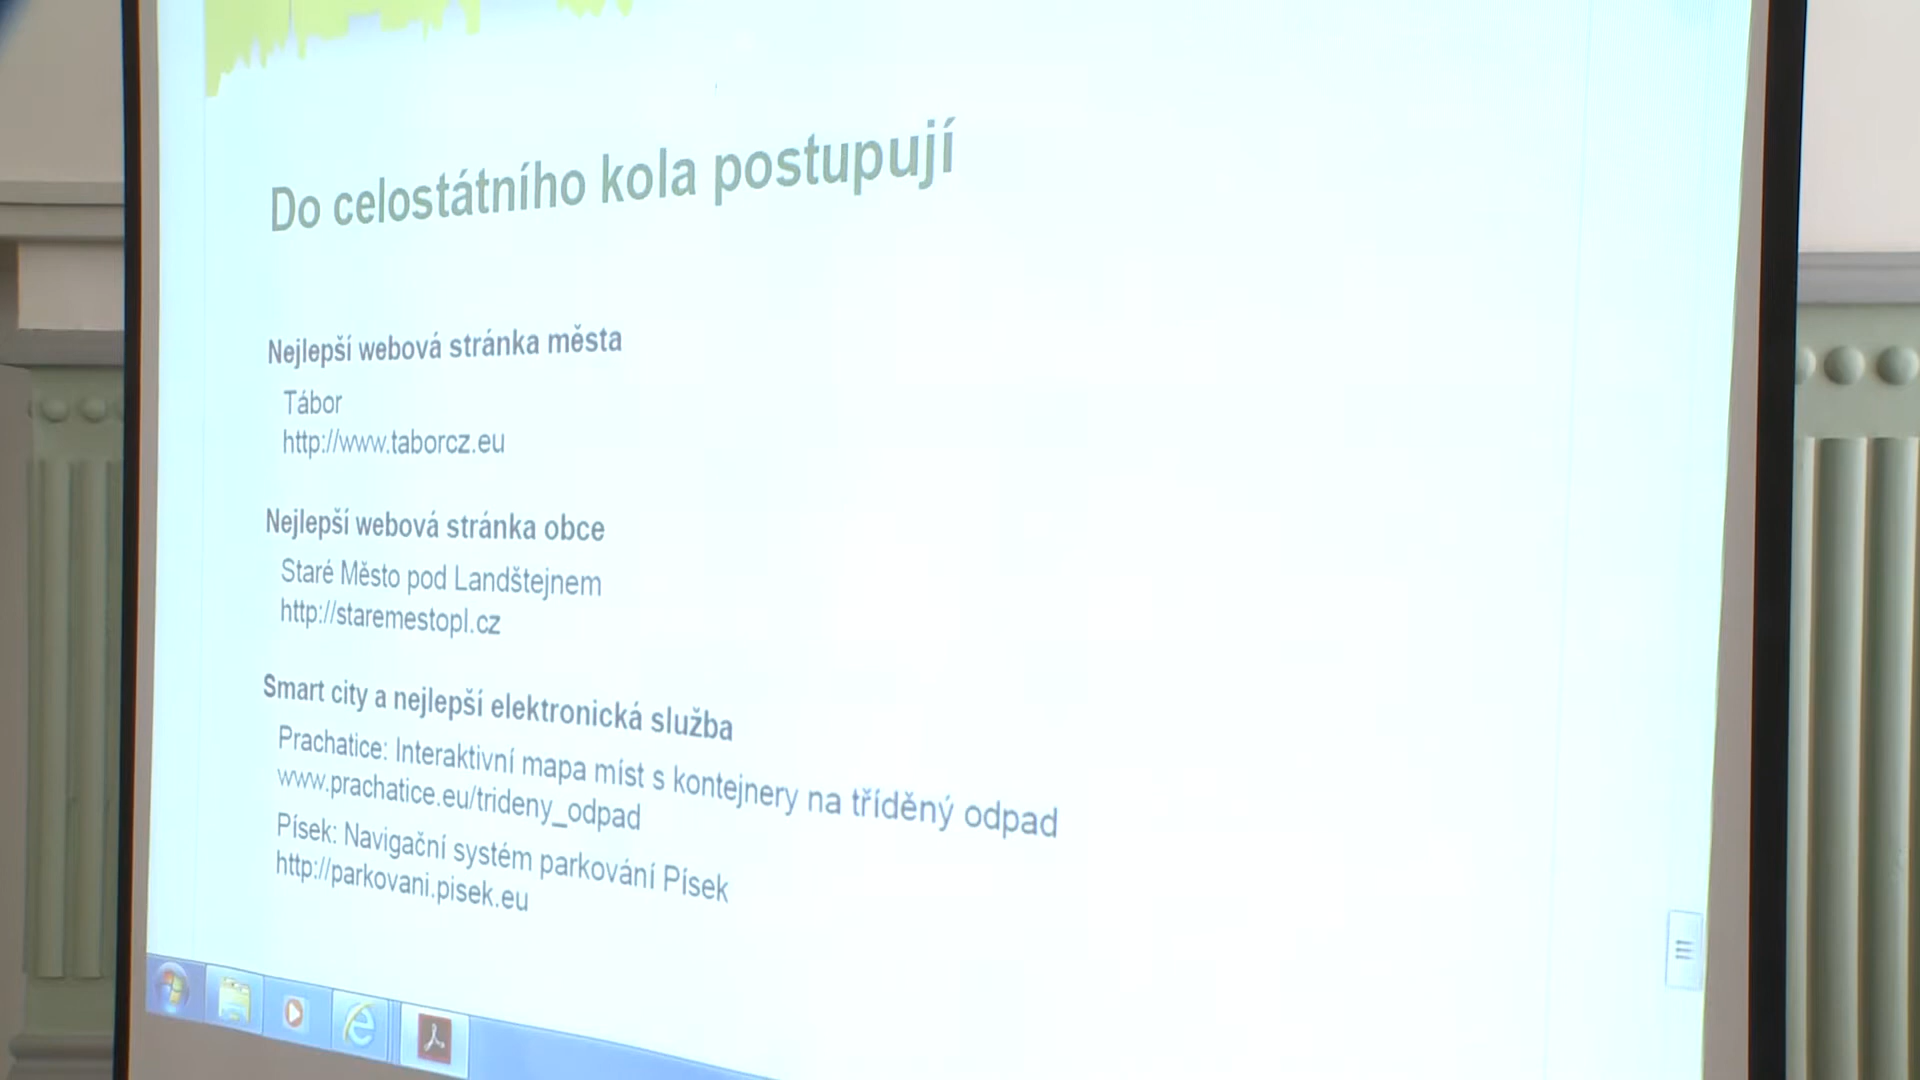 Do celostátního kola postupují
Nejlepší webová stránka města
Tábor
http://www.taborcz.eu
Nejlepší webová stránka obce
Staré Město pod Landštejnem
http://staremestopl.cz
Smart city a nejlepší elektronická služba
Prachatice: Interaktivní mapa míst s kontejnery na tříděný odpad
www.prachatice.eu/trideny_odpad
Písek: Navigační systém parkování Písek
http://parkovani.pisek.eu